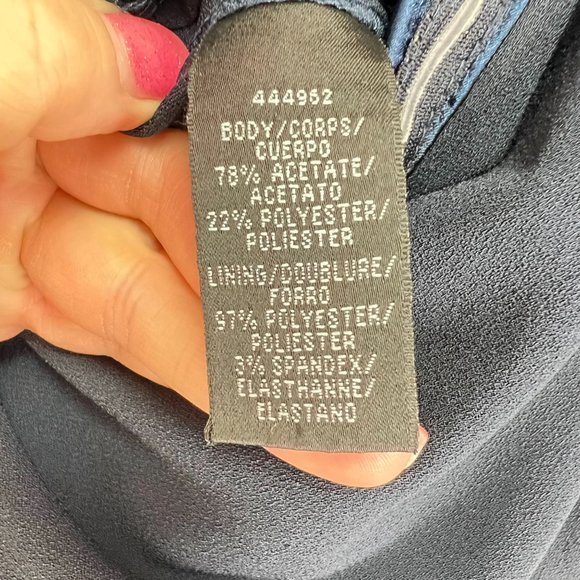 444962
BODY/CORPS/
CUERPO
78% ACETATE/
ACETATO
22% POLYESTER/
POLIESTER
LINING/DOUBLURE/
FORRO
97% POLYESTER/
POLIESTER
3% SPANDEX/
ELASTHANNE/
ELASTANO